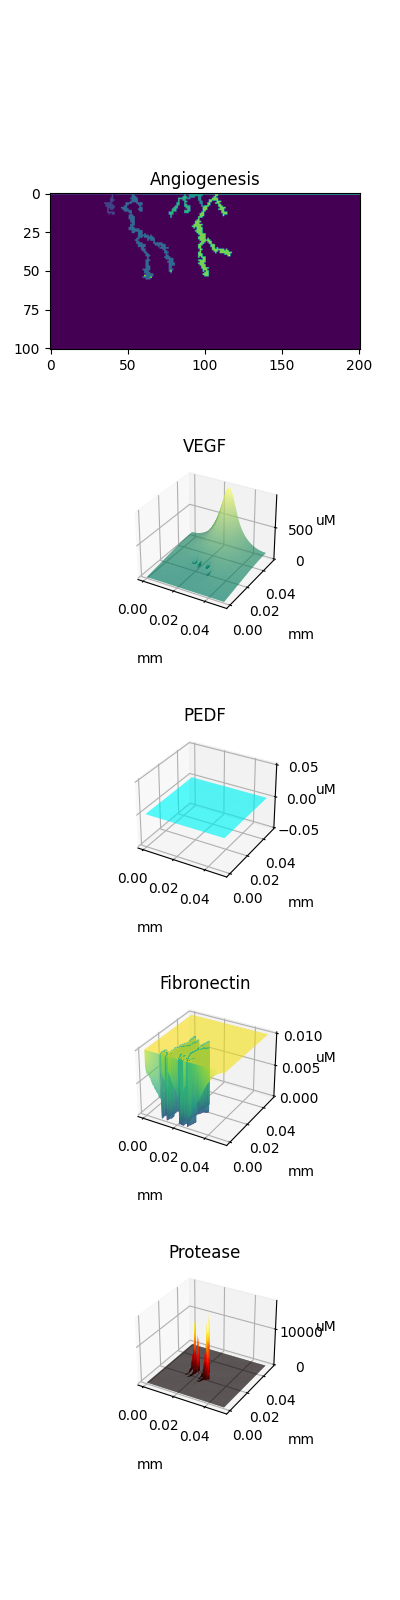 Angiogenesis
0
25
50
75
100
0 50 100 150 200
VEGF
500 uM
0
0.04
0.02
0.00
0.00 0.02 0.04
mm
mm
PEDF
0.05
0.00 uM
−0.05
0.04
0.02
0.00
0.00 0.02 0.04
mm
mm
Fibronectin
0.010
uM
0.005
0.000
0.04
0.02
0.00
0.00 0.02 0.04
mm
mm
Protease
10000 uM
0
0.04
0.02
0.00
0.00 0.02 0.04
mm
mm